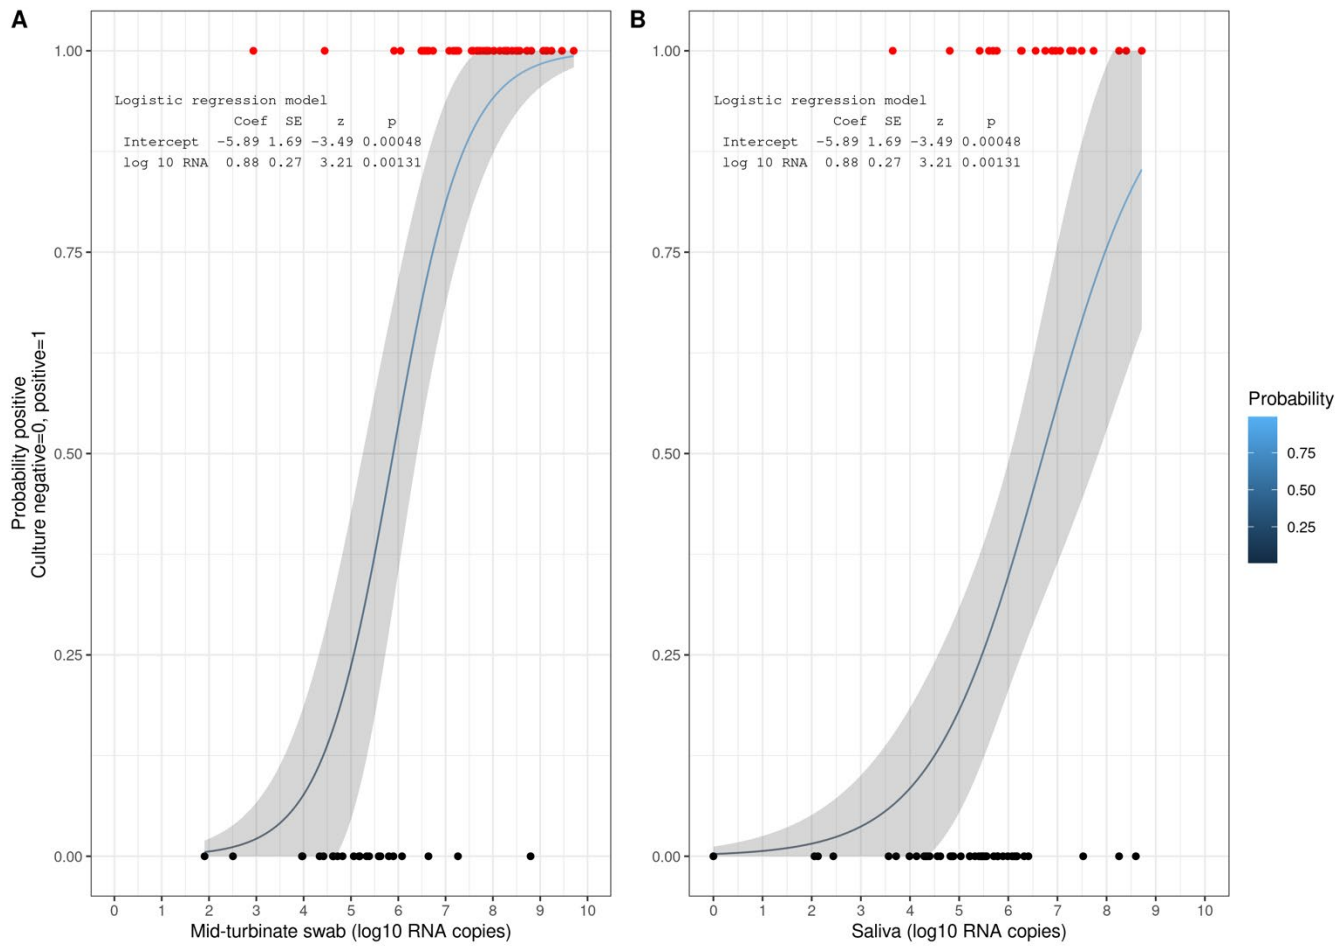 A
1.00
0.75
0.50
0.25
0.00
Probability positive
Culture negative=0, positive=1
Logistic regression model
Coef SE z p
Intercept -5.89 1.69 -3.49 0.00048
log 10 RNA 0.88 0.27 3.21 0.00131
0 1 2 3 4 5 6 7 8 9 10
Mid-turbinate swab (log10 RNA copies)
B
1.00
0.75
0.50
0.25
0.00
Logistic regression model
Coef SE z p
Intercept -5.89 1.69 -3.49 0.00048
log 10 RNA 0.88 0.27 3.21 0.00131
0 1 2 3 4 5 6 7 8 9 10
Saliva (log10 RNA copies)
Probability
0.75
0.50
0.25